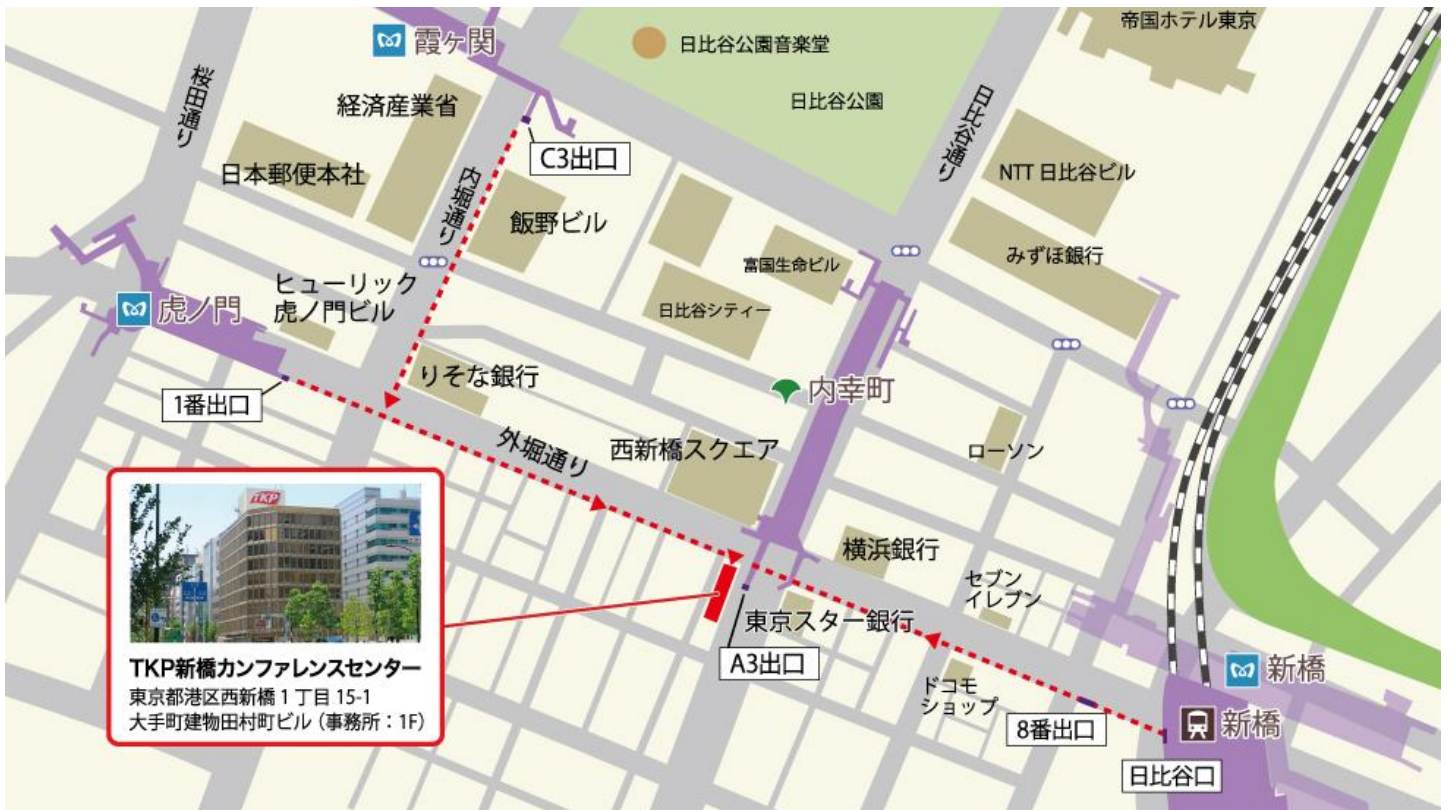 霞ヶ関
日比谷公園音楽堂
帝国ホテル東京
桜田通り
経済産業省
日比谷公園
日比谷通り
日本郵便本社
内堀通り
C3出口
NTT 日比谷ビル
飯野ビル
みずほ銀行
富国生命ビル
ヒューリック
虎ノ門ビル
虎ノ門
日比谷シティー
りそな銀行
内幸町
1番出口
外堀通り
西新橋スクエア
ローソン
TKP
横浜銀行
セブン
イレブン
東京スター銀行
A3出口
TKP新橋カンファレンスセンター
東京都港区西新橋 1 丁目 15-1
大手町建物田村町ビル（事務所：1F）
ドコモ
ショップ
新橋
新橋
8番出口
日比谷口